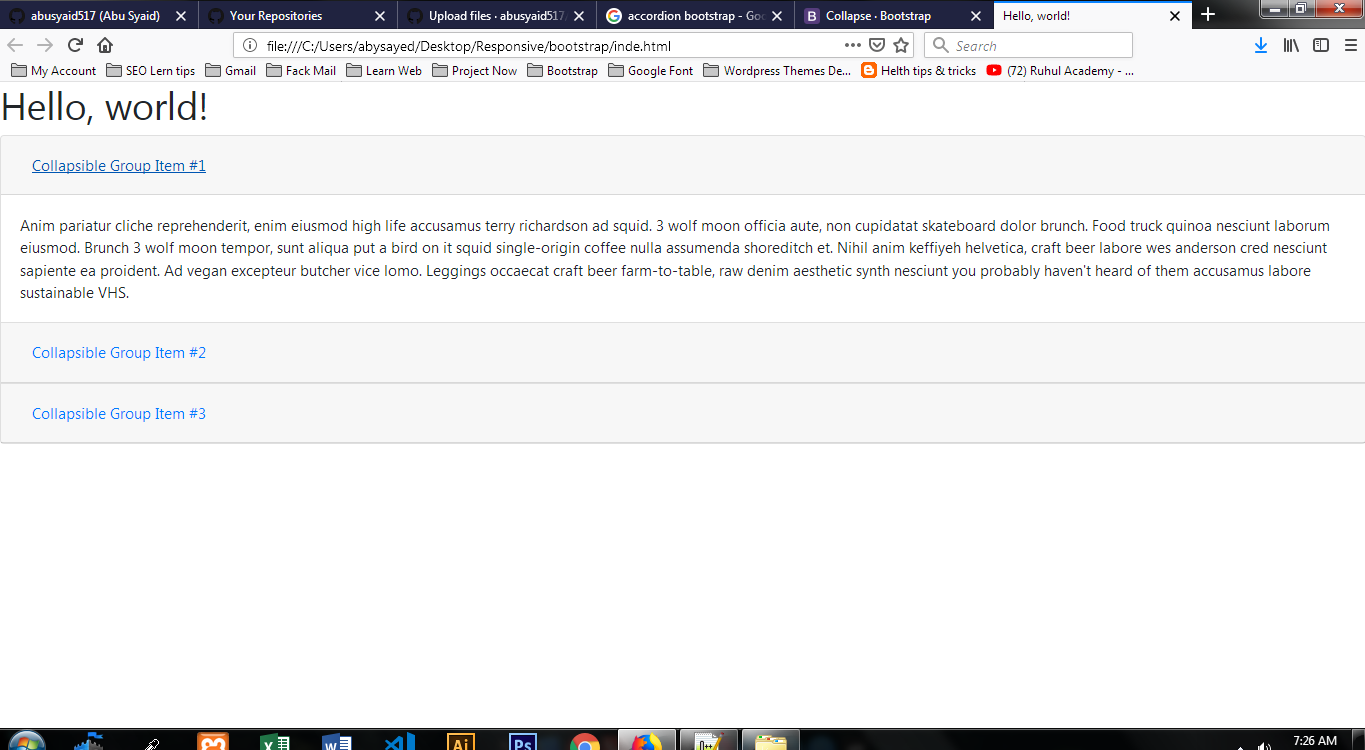 abusyaid517 (Abu Syaid)
Your Repositories
Upload files · abusyaid517/
accordion bootstrap - Goo
B Collapse · Bootstrap
Hello, world!
file:///C:/Users/abysayed/Desktop/Responsive/bootstrap/inde.html
Search
My Account
SEO Lern tips
Gmail
Fack Mail
Learn Web
Project Now
Bootstrap
Google Font
Wordpress Themes De...
Helth tips & tricks
(72) Ruhul Academy - ...
Hello, world!
Collapsible Group Item #1
Anim pariatur cliche reprehenderit, enim eiusmod high life accusamus terry richardson ad squid. 3 wolf moon officia aute, non cupidatat skateboard dolor brunch. Food truck quinoa nesciunt laborum
eiusmod. Brunch 3 wolf moon tempor, sunt aliqua put a bird on it squid single-origin coffee nulla assumenda shoreditch et. Nihil anim keffiyeh helvetica, craft beer labore wes anderson cred nesciunt
sapiente ea proident. Ad vegan excepteur butcher vice lomo. Leggings occaecat craft beer farm-to-table, raw denim aesthetic synth nesciunt you probably haven't heard of them accusamus labore
sustainable VHS.
Collapsible Group Item #2
Collapsible Group Item #3
Ai
Ps
7:26 AM